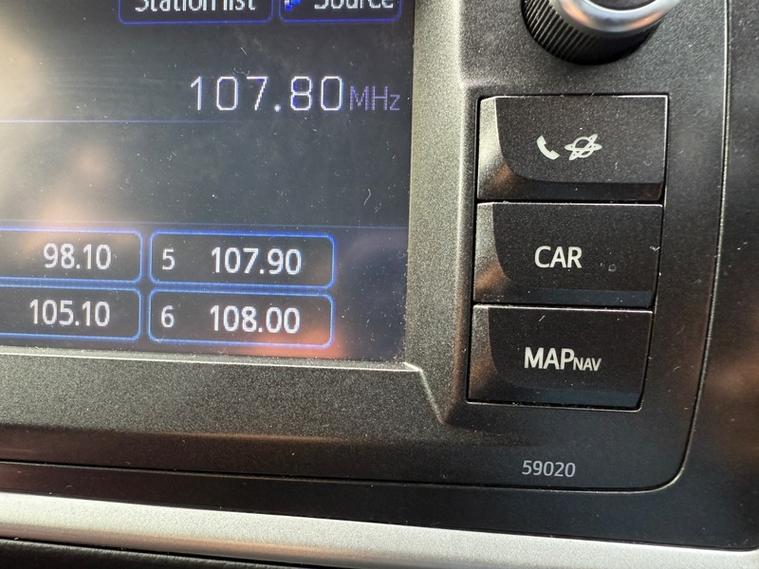 Station list Source
107.80MHz
98.10 5 107.90
105.10 6 108.00
CAR
MAPNAV
59020